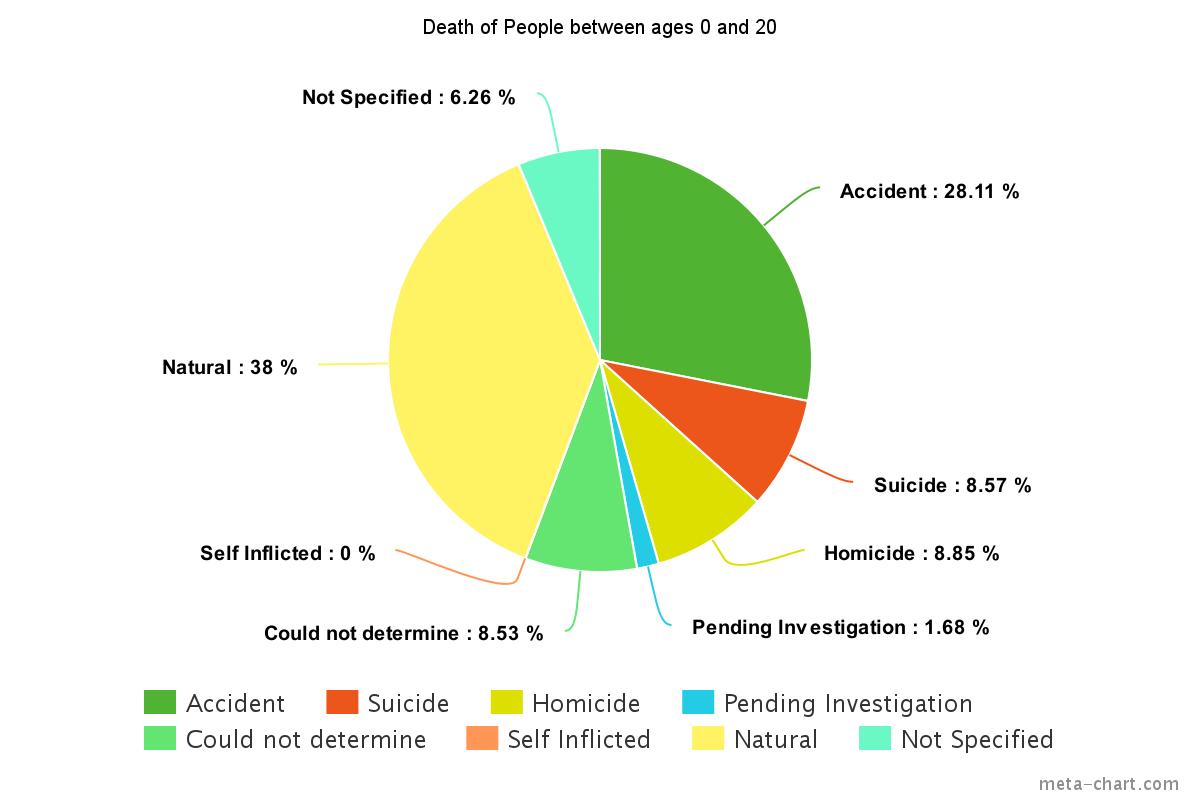 Death of People between ages 0 and 20
Not Specified : 6.26 %
Accident : 28.11 %
Natural : 38 %
Suicide : 8.57 %
Self Inflicted : 0 %
Homicide : 8.85 %
Could not determine : 8.53 %
Pending Investigation : 1.68 %
Accident Suicide Homicide Pending Investigation
Could not determine Self Inflicted Natural Not Specified
meta-chart.com